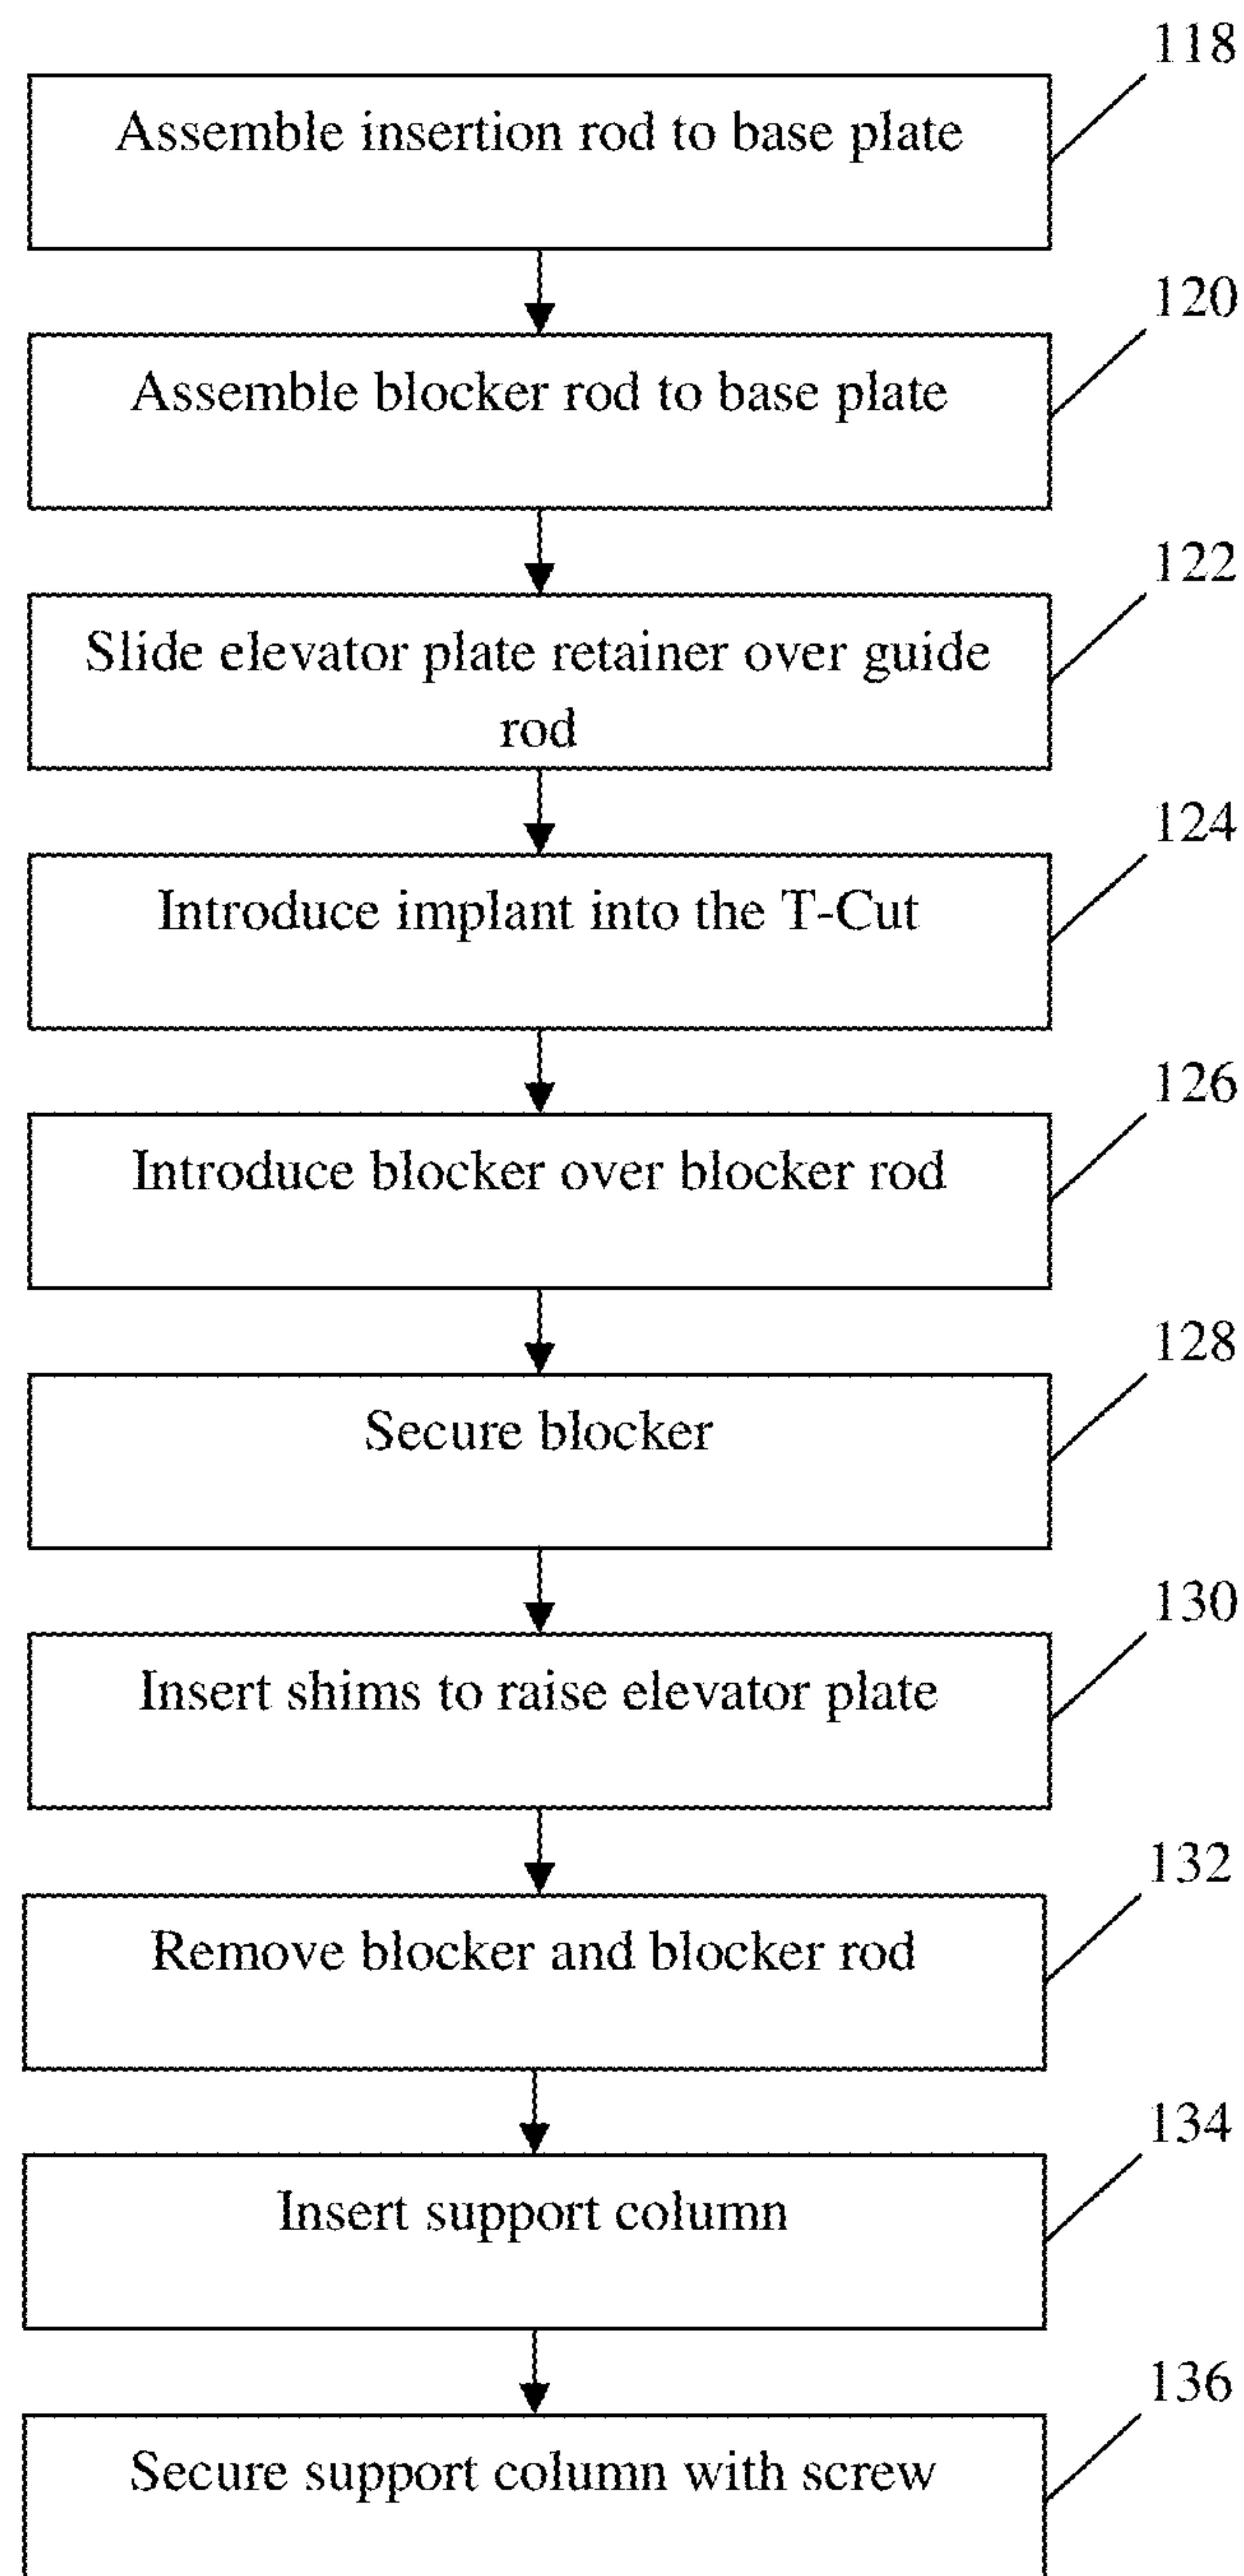 118
Assemble insertion rod to base plate
120
Assemble blocker rod to base plate
122
Slide elevator plate retainer over guide
rod
124
Introduce implant into the T-Cut
126
Introduce blocker over blocker rod
128
Secure blocker
130
Insert shims to raise elevator plate
132
Remove blocker and blocker rod
134
Insert support column
136
Secure support column with screw